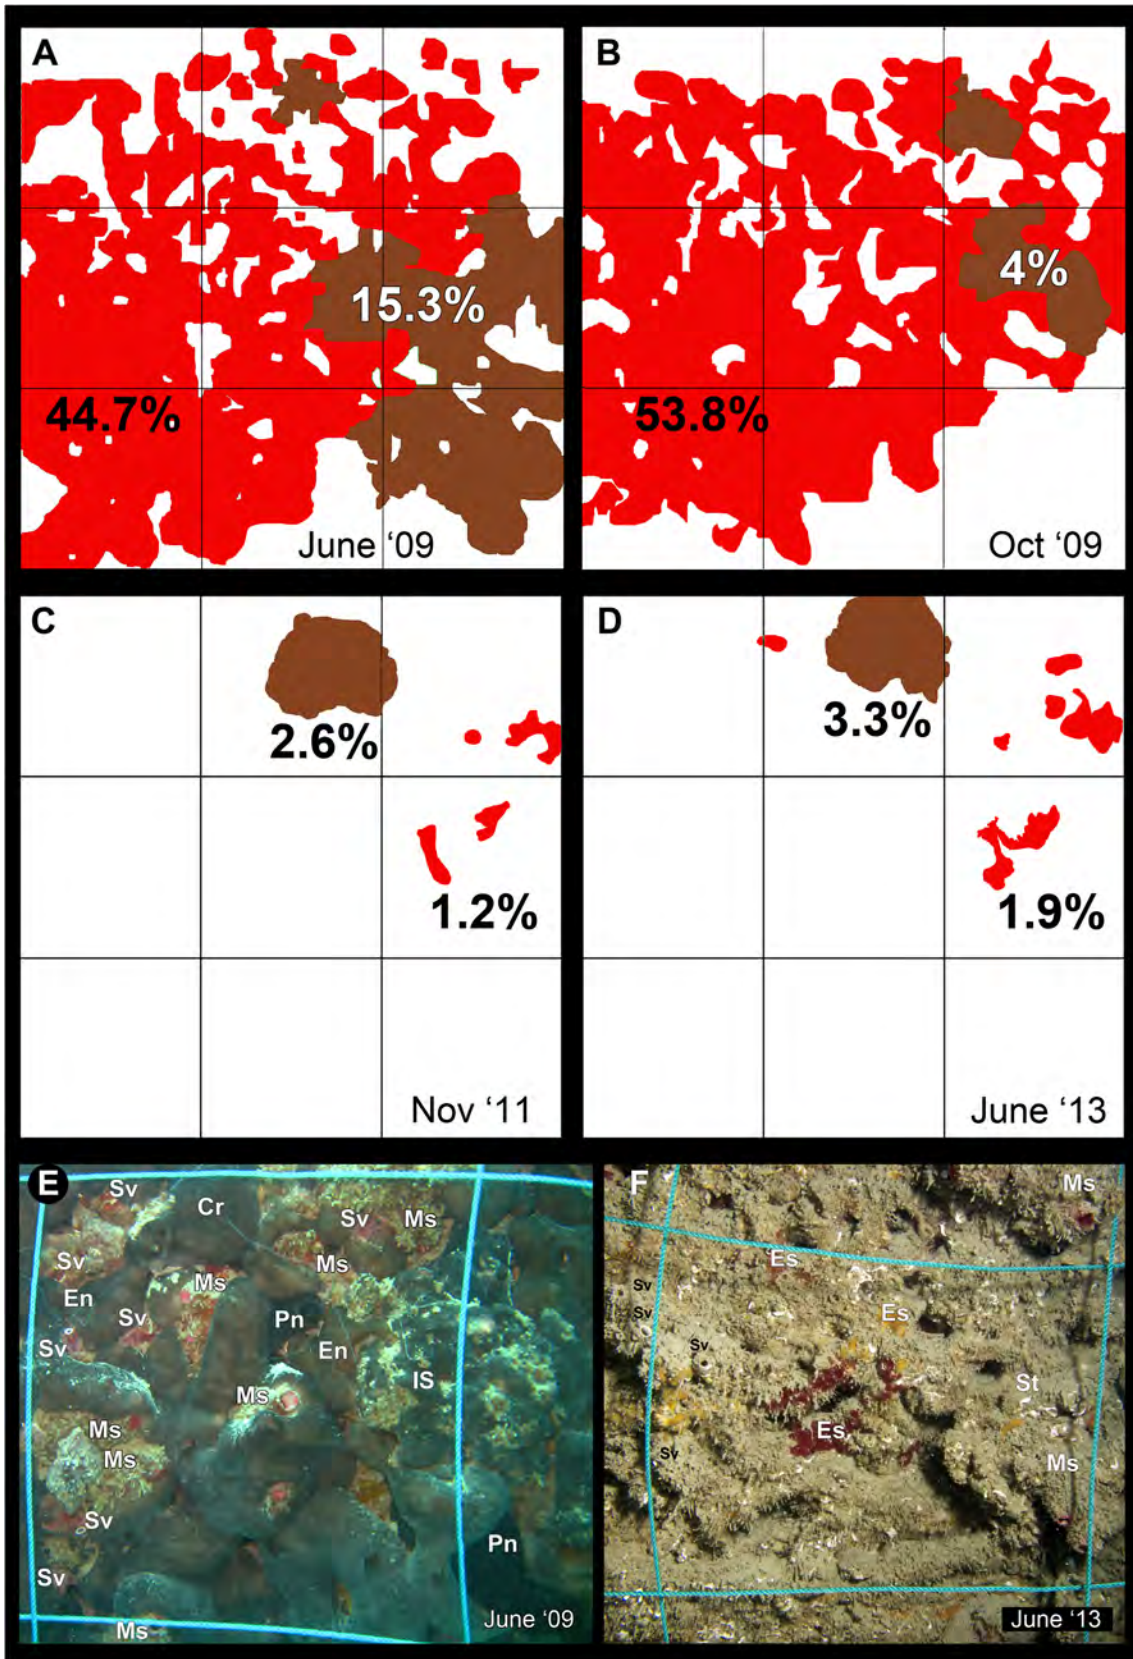 A
15.3%
44.7%
June ‘09
B
4%
53.8%
Oct ‘09
C
2.6%
1.2%
Nov ‘11
D
3.3%
1.9%
June ‘13
E
Sv
Cr
Sv
Ms
Sv
Ms
Ms
En
Sv
Pn
Sv
En
Ms
IS
Ms
Ms
Sv
Pn
Sv
Ms
June ‘09
F
Ms
Es
Sv
Sv
Es
Sv
St
Es
Sv
Ms
June ‘13